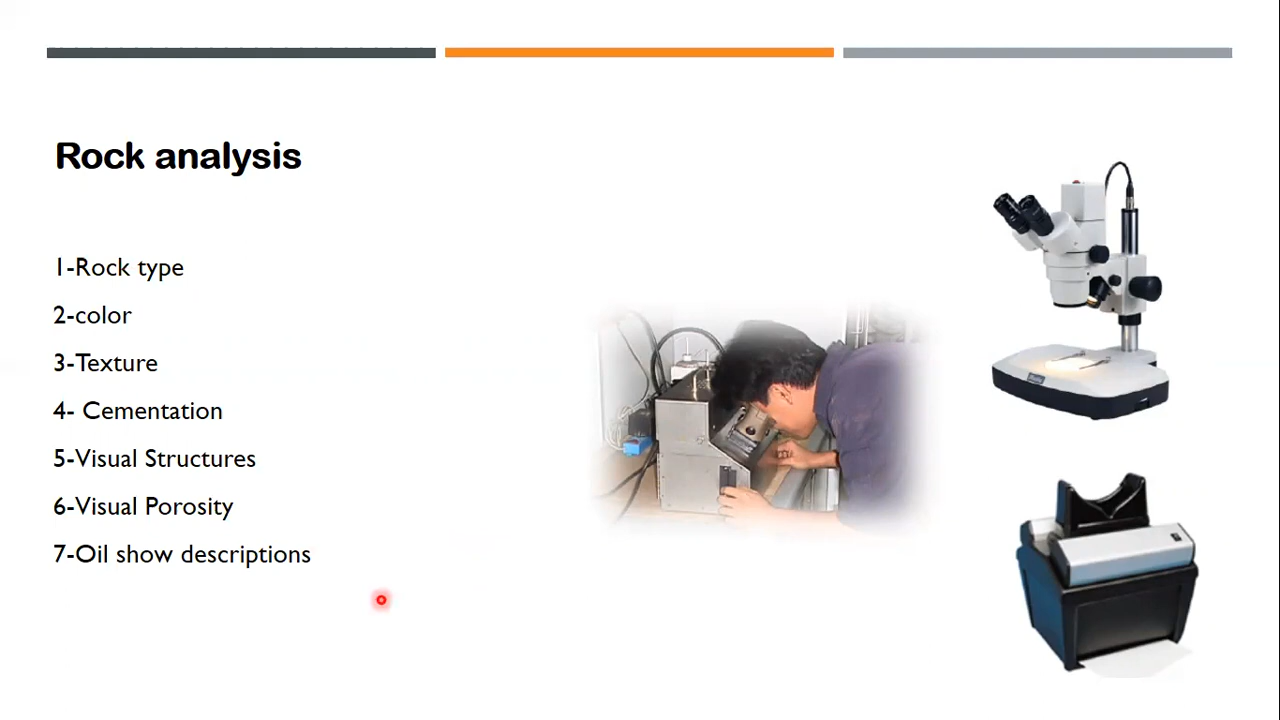 Rock analysis
1-Rock type
2-color
3-Texture
4- Cementation
5-Visual Structures
6-Visual Porosity
7-Oil show descriptions